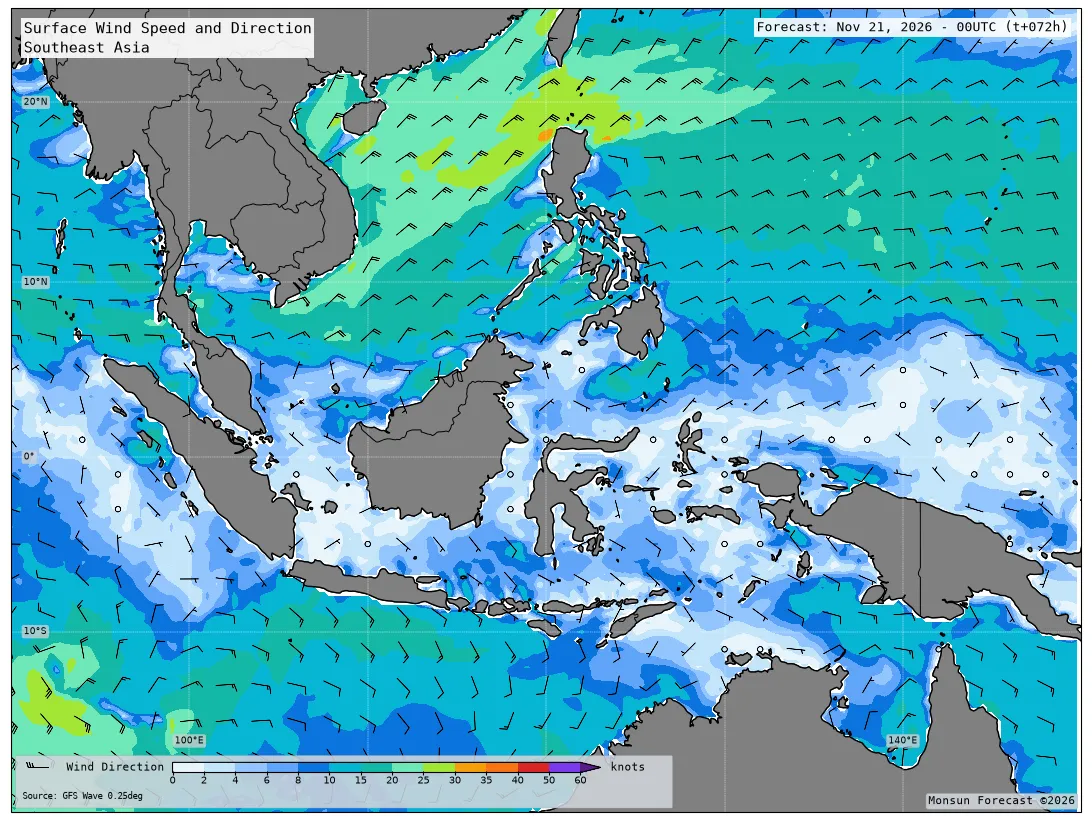 Surface Wind Speed and Direction
Southeast Asia
Forecast: Nov 21, 2026 - 00UTC (t+072h)
20°N
10°N
0°
10°S
100°E
140°E
Wind Direction
0 2 4 6 8 10 15 20 25 30 35 40 50 60 knots
Source: GFS Wave 0.25deg
Monsun Forecast ©2026